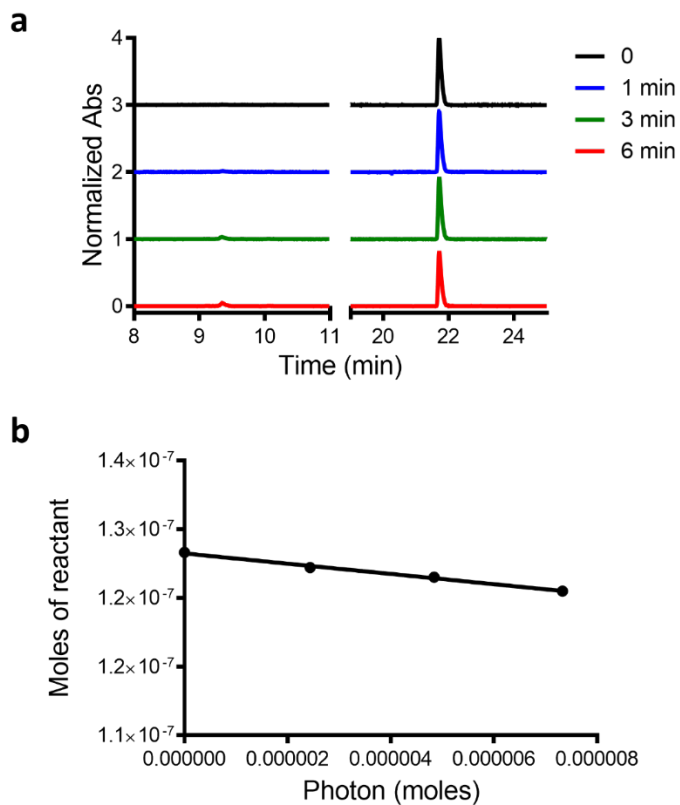 a
Normalized Abs
4
3
2
1
0
8 9 10 11 20 22 24
Time (min)
0
1 min
3 min
6 min
b
Moles of reactant
1.4×10⁻⁷
1.3×10⁻⁷
1.2×10⁻⁷
1.2×10⁻⁷
1.1×10⁻⁷
0.000000 0.000002 0.000004 0.000006 0.000008
Photon (moles)